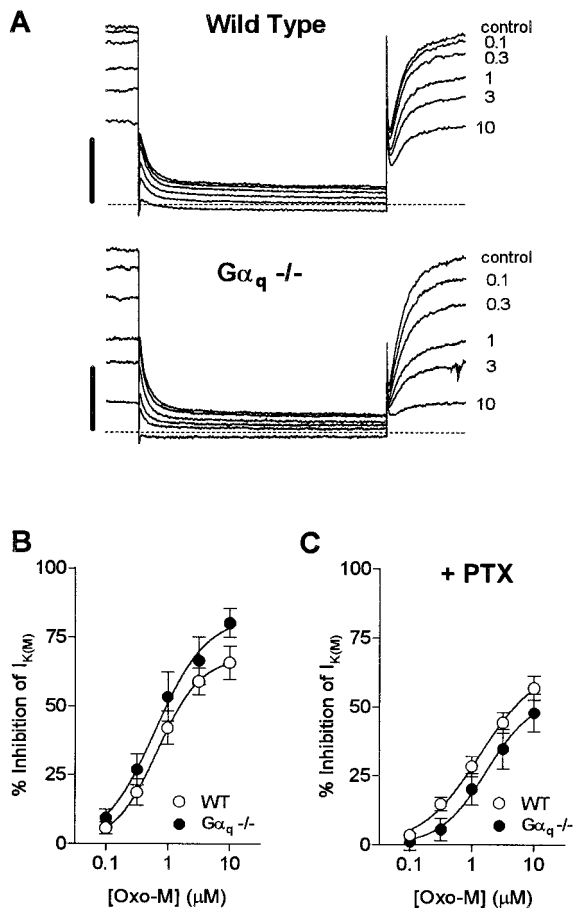 A
Wild Type
control
0.1
0.3
1
3
10
Gαq -/-
control
0.1
0.3
1
3
10
B
100
75
50
25
0
% Inhibition of IK(M)
WT
Gαq -/-
0.1 1 10
[Oxo-M] (μM)
C
+ PTX
100
75
50
25
0
% Inhibition of IK(M)
WT
Gαq -/-
0.1 1 10
[Oxo-M] (μM)